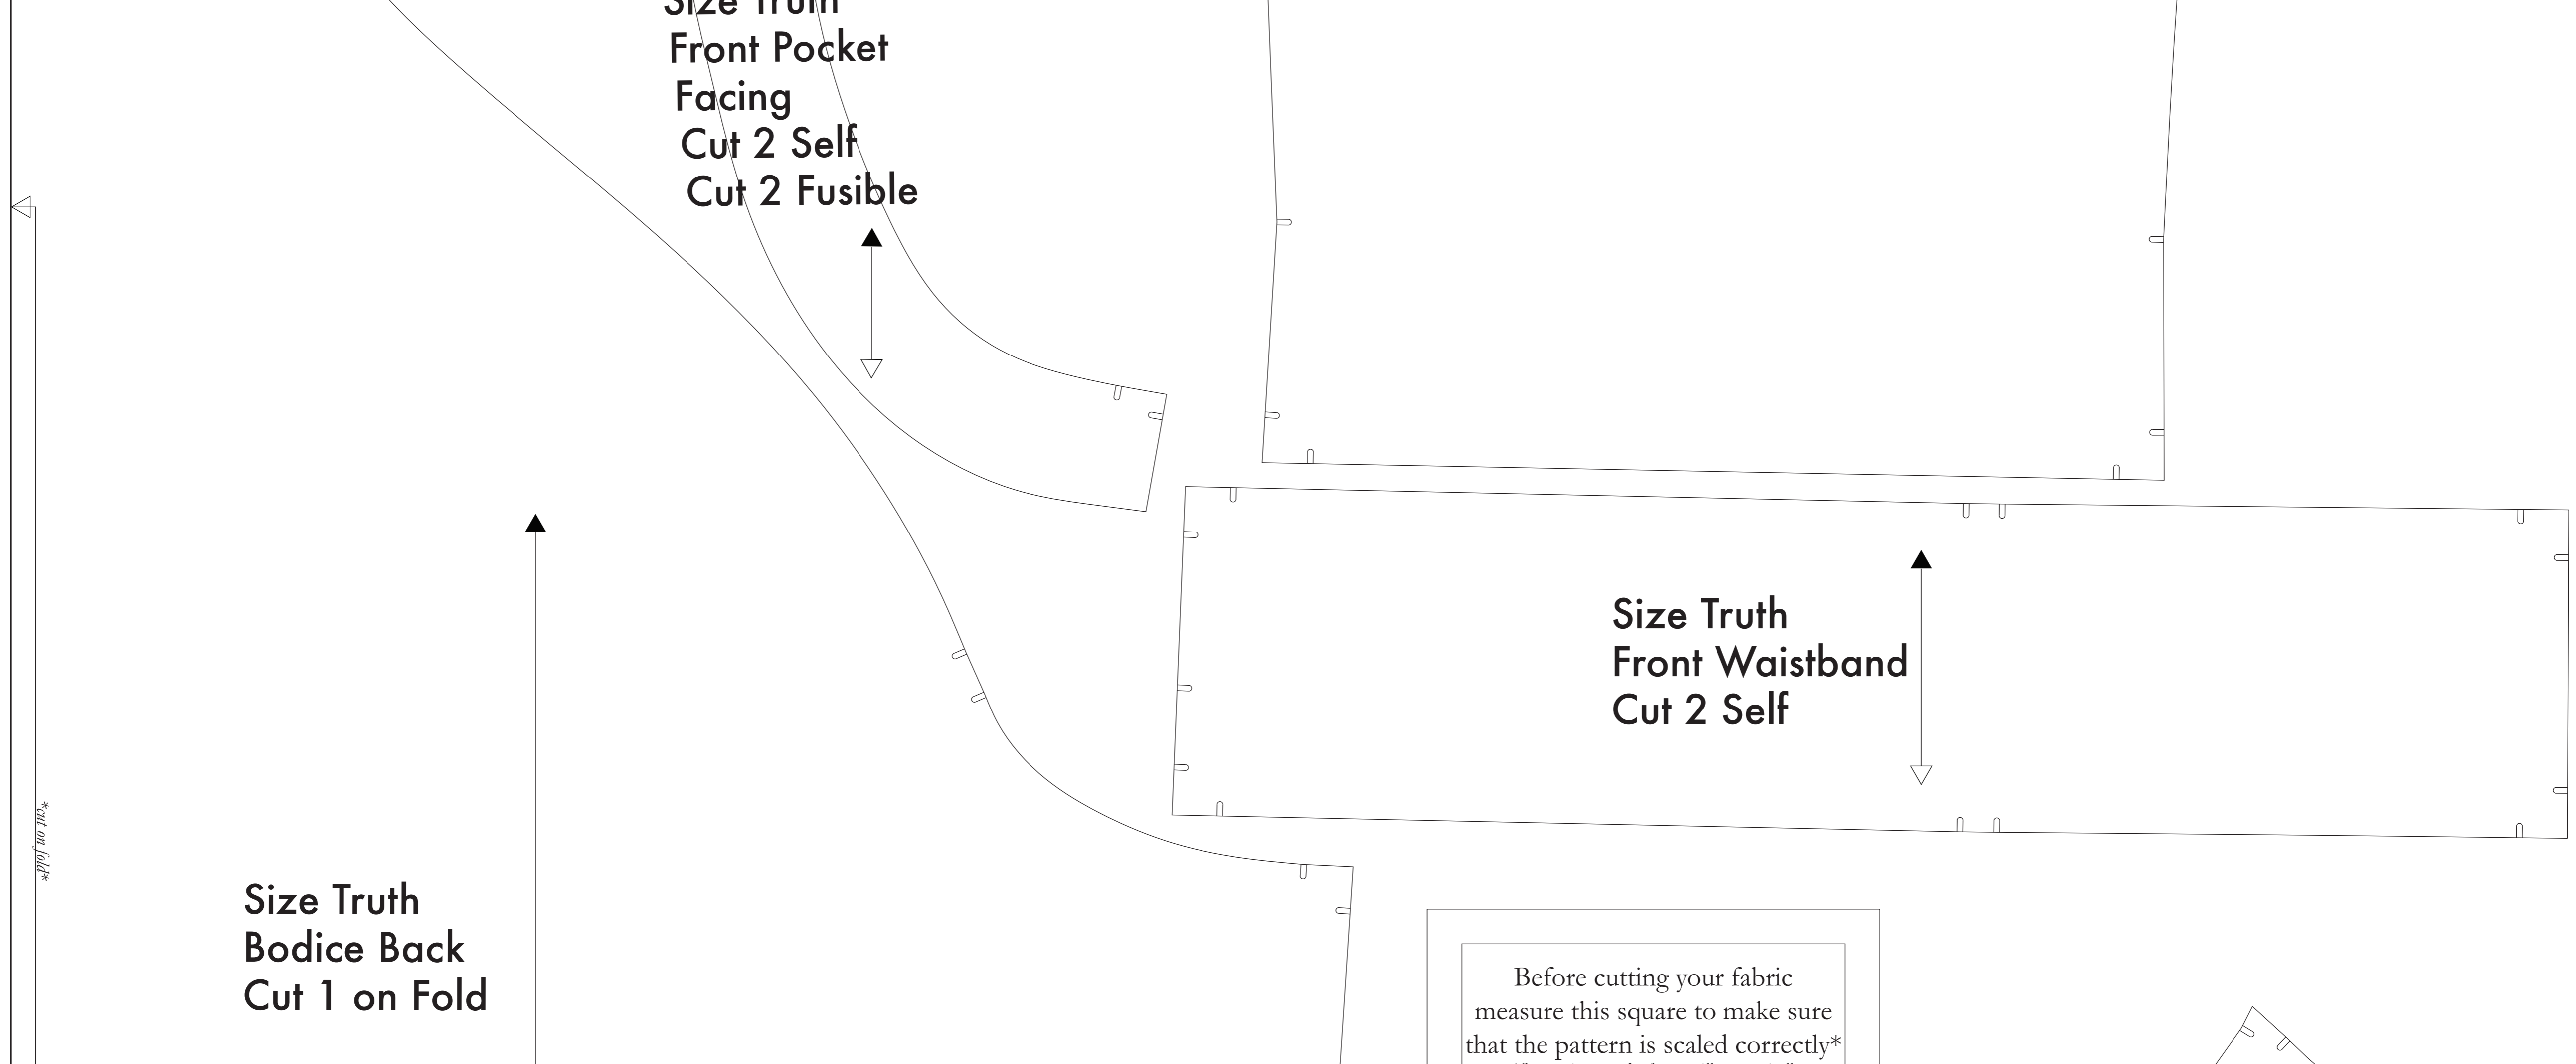 Size Truth
Front Pocket
Facing
Cut 2 Self
Cut 2 Fusible
Size Truth
Front Waistband
Cut 2 Self
*cut on fold*
Size Truth
Bodice Back
Cut 1 on Fold
Before cutting your fabric
measure this square to make sure
that the pattern is scaled correctly*